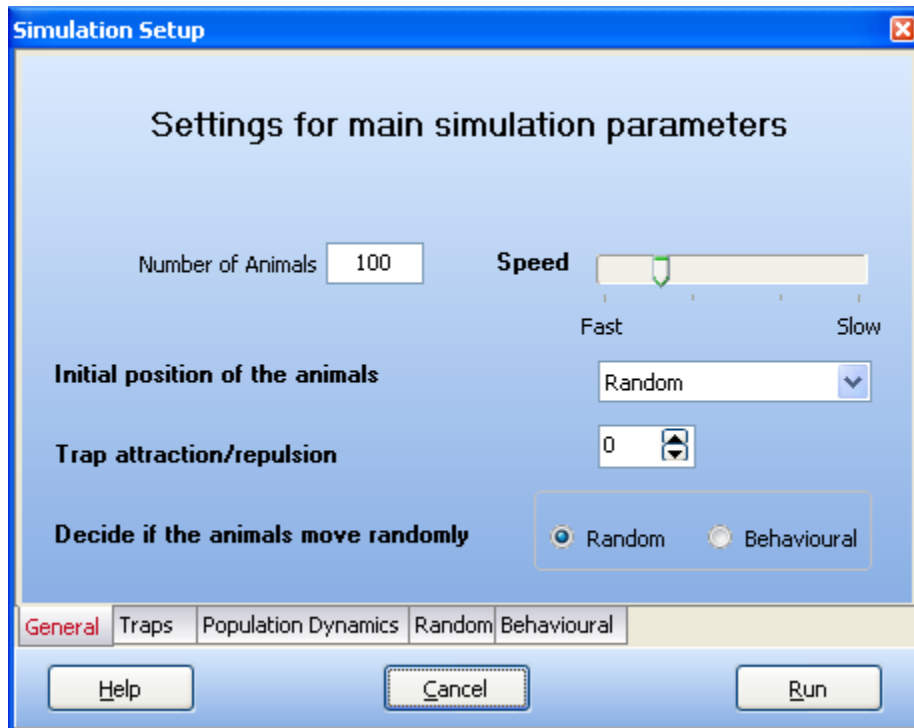 Simulation Setup
Settings for main simulation parameters
Number of Animals 100 Speed
Fast Slow
Initial position of the animals Random
Trap attraction/repulsion 0
Decide if the animals move randomly Random Behavioural
General Traps Population Dynamics Random Behavioural
Help Cancel Run